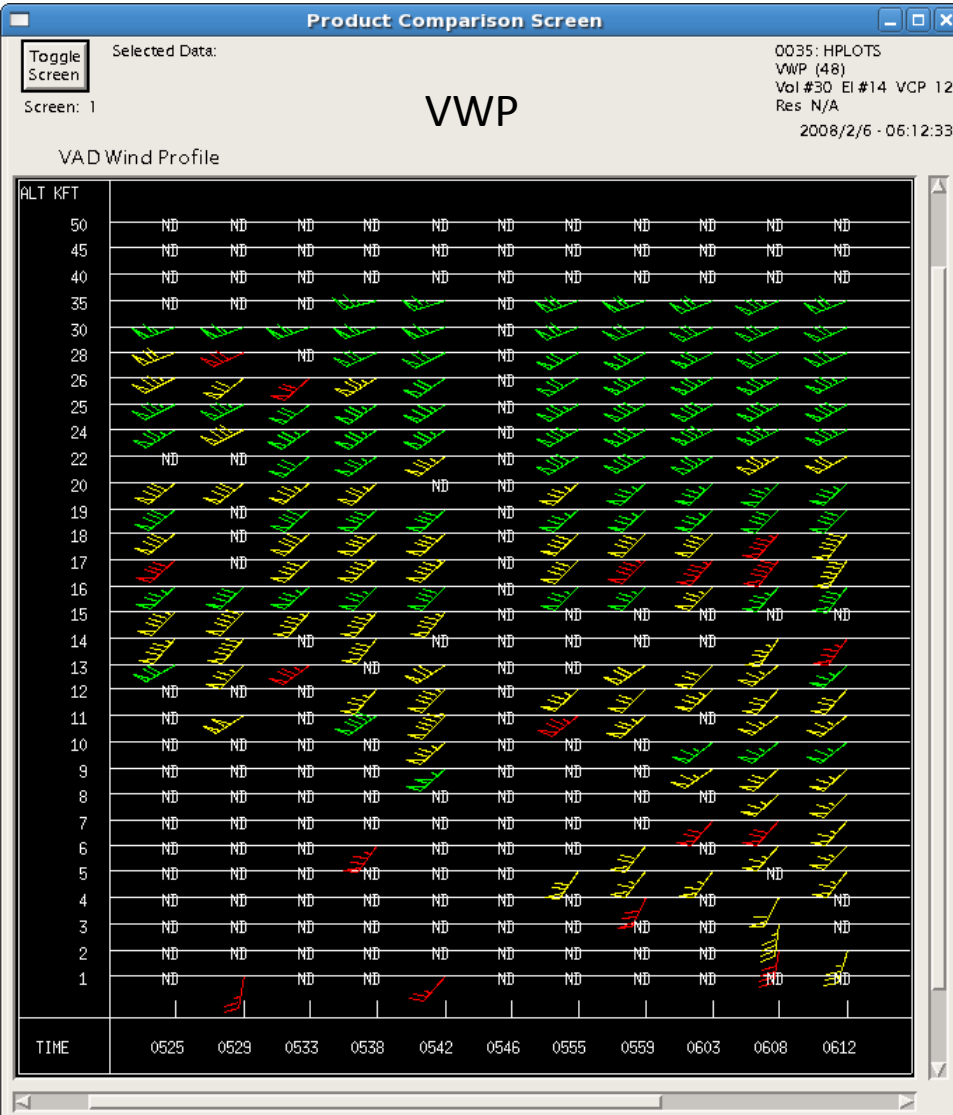 Product Comparison Screen
Toggle Screen
Selected Data:
Screen: 1
VWP
0035: HPLOTS
VWP (48)
Vol #30 El #14 VCP 12
Res N/A
2008/2/6 - 06:12:33
VAD Wind Profile
ALT KFT
50 ND ND ND ND ND ND ND ND ND ND ND
45 ND ND ND ND ND ND ND ND ND ND ND
40 ND ND ND ND ND ND ND ND ND ND ND
35 ND ND ND ND
30 ND
28 ND ND
26 ND
25 ND
24 ND
22 ND ND ND
20 ND ND
19 ND ND
18 ND ND
17 ND ND
16 ND
15 ND ND ND ND ND ND
14 ND ND ND ND ND ND
13 ND ND ND
12 ND ND ND ND
11 ND ND ND ND
10 ND ND ND ND ND ND ND
9 ND ND ND ND ND ND ND
8 ND ND ND ND ND ND ND ND ND
7 ND ND ND ND ND ND ND ND
6 ND ND ND ND ND ND ND
5 ND ND ND ND ND ND ND
4 ND ND ND ND ND ND ND ND ND
3 ND ND ND ND ND ND ND ND ND ND
2 ND ND ND ND ND ND ND ND ND
1 ND ND ND ND ND ND ND ND ND
TIME 0525 0529 0533 0538 0542 0546 0555 0559 0603 0608 0612